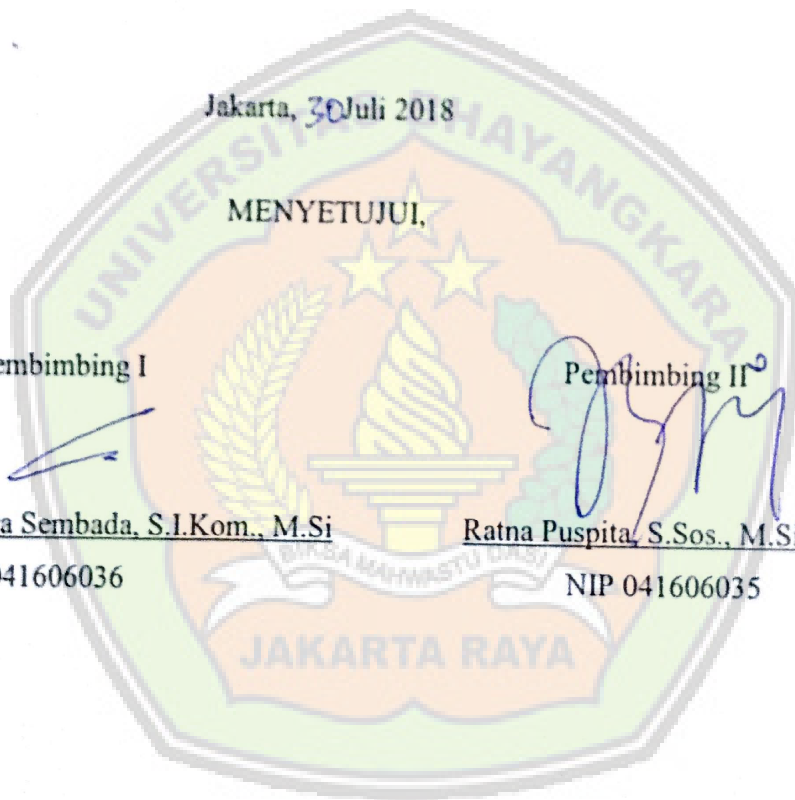 Jakarta, 30 Juli 2018
MENYETUJUI,
embimbing I
Pembimbing II
a Sembada, S.I.Kom., M.Si
Ratna Puspita, S.Sos., M.Si
041606036
NIP 041606035
UNIVERSITAS BHAYANGKARA
JAKARTA RAYA